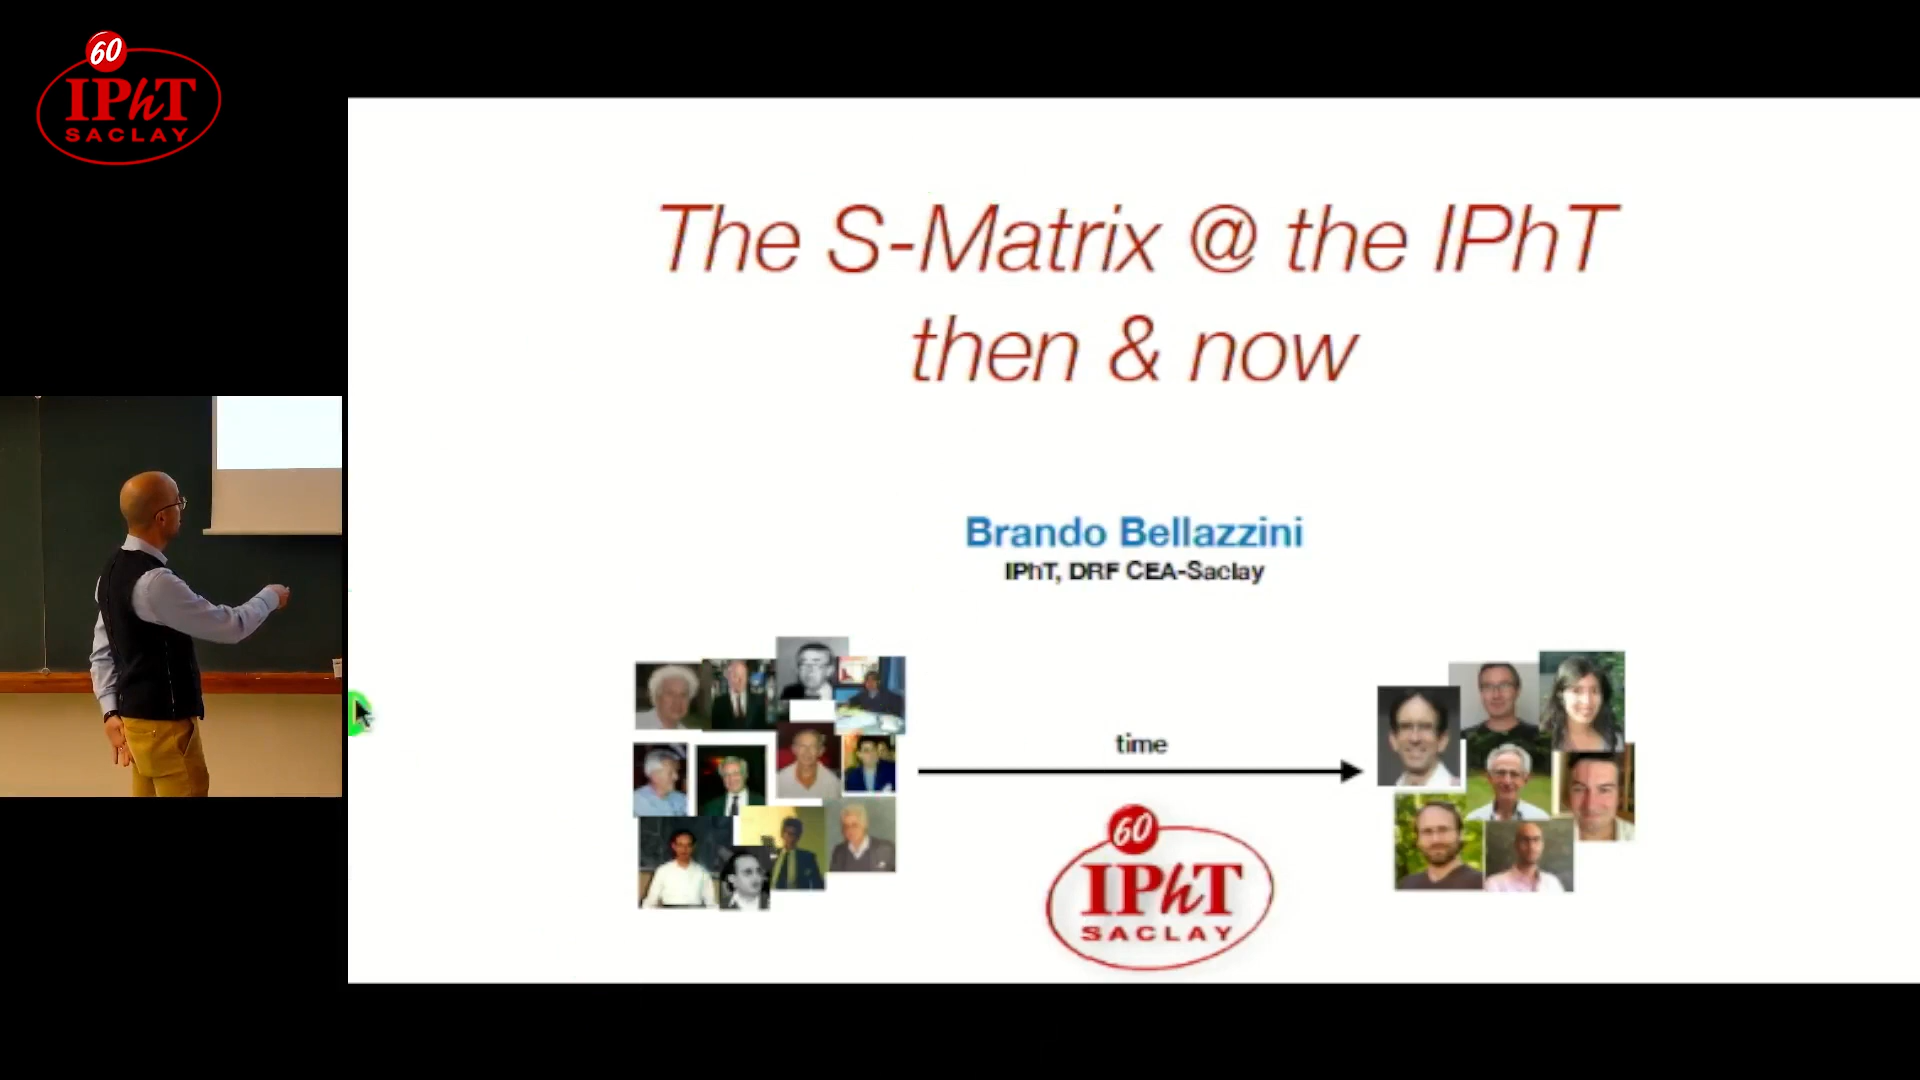 60
IPhT
SACLAY
The S-Matrix @ the IPhT
then & now
Brando Bellazzini
IPhT, DRF CEA-Saclay
time
60
IPhT
SACLAY